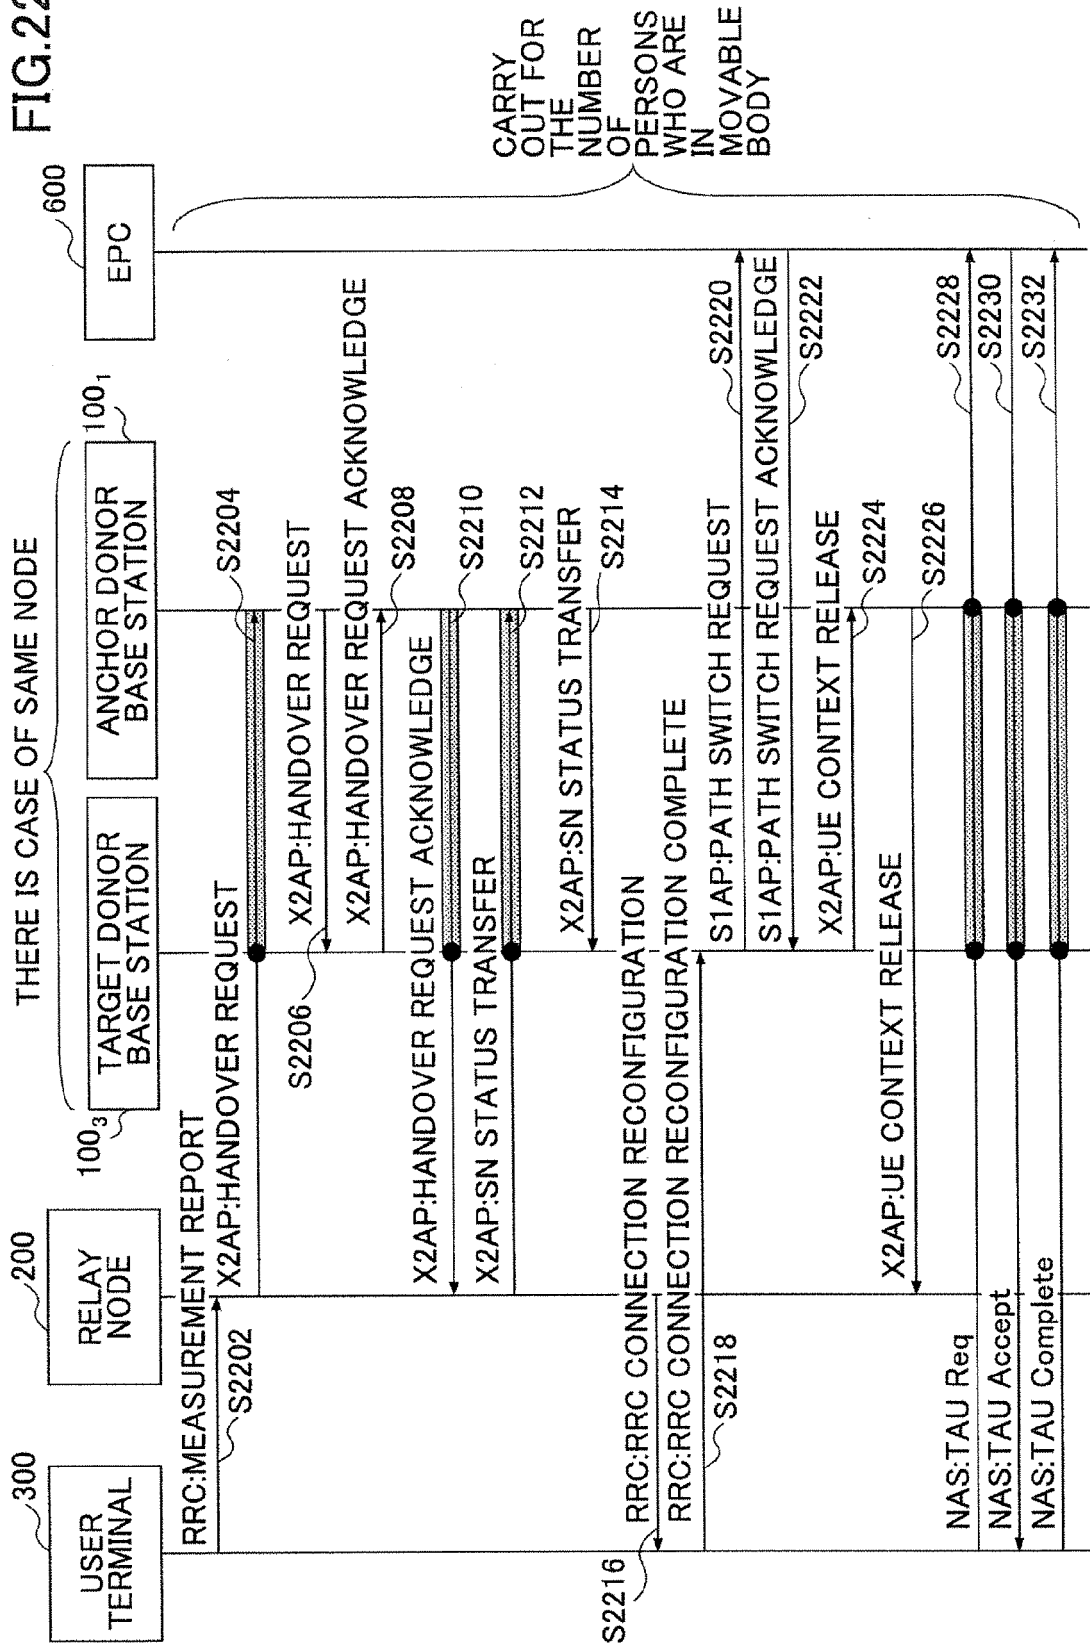 FIG.22
THERE IS CASE OF SAME NODE
300
USER
TERMINAL
200
RELAY
NODE
100₃
TARGET DONOR
BASE STATION
ANCHOR DONOR
BASE STATION
100₁
600
EPC
RRC:MEASUREMENT REPORT
S2202
X2AP:HANDOVER REQUEST
S2204
X2AP:HANDOVER REQUEST
S2206
X2AP:HANDOVER REQUEST ACKNOWLEDGE
S2208
X2AP:HANDOVER REQUEST ACKNOWLEDGE
S2210
X2AP:SN STATUS TRANSFER
S2212
X2AP:SN STATUS TRANSFER
S2214
RRC:RRC CONNECTION RECONFIGURATION
S2216
RRC:RRC CONNECTION RECONFIGURATION COMPLETE
S2218
S1AP:PATH SWITCH REQUEST
S2220
S1AP:PATH SWITCH REQUEST ACKNOWLEDGE
S2222
X2AP:UE CONTEXT RELEASE
S2224
X2AP:UE CONTEXT RELEASE
S2226
NAS:TAU Req
S2228
NAS:TAU Accept
S2230
NAS:TAU Complete
S2232
CARRY
OUT FOR
THE
NUMBER
OF
PERSONS
WHO ARE
IN
MOVABLE
BODY